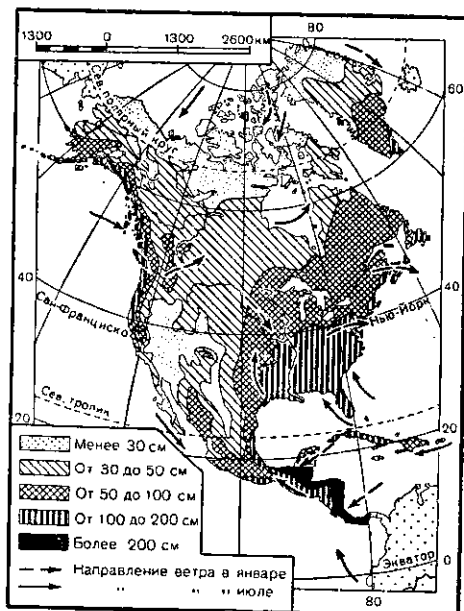 1300 0 1300 2600 км
80
60
Сев. полярный круг
40
40
Сан-Франциско
Нью-Йорк
Сев. тропик
20
20
Менее 30 см
От 30 до 50 см
От 50 до 100 см
От 100 до 200 см
Более 200 см
Направление ветра в январе
" " " июле
Экватор
0
80